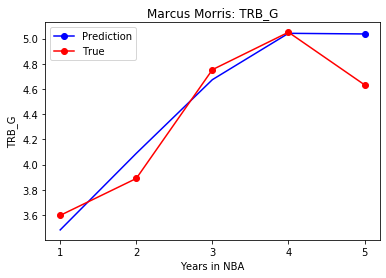 Marcus Morris: TRB_G
Prediction
True
5.0
4.8
4.6
4.4
4.2
4.0
3.8
3.6
TRB_G
1 2 3 4 5
Years in NBA